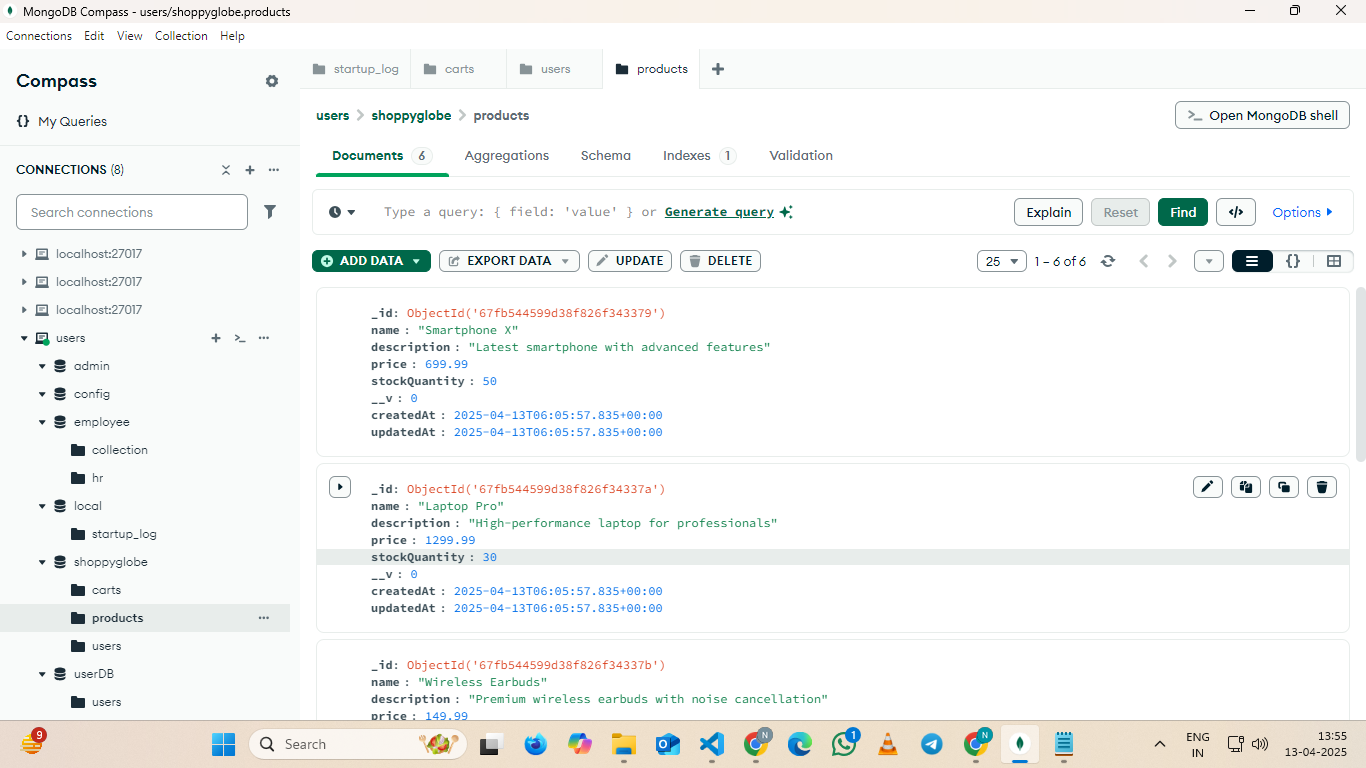 MongoDB Compass - users/shoppyglobe.products
Connections Edit View Collection Help
Compass
{} My Queries
CONNECTIONS (8)
Search connections
localhost:27017
localhost:27017
localhost:27017
users
admin
config
employee
collection
hr
local
startup_log
shoppyglobe
carts
products
users
userDB
users
startup_log carts users products
users > shoppyglobe > products
>_ Open MongoDB shell
Documents 6 Aggregations Schema Indexes 1 Validation
Type a query: { field: 'value' } or Generate query
Explain Reset Find </> Options
ADD DATA EXPORT DATA UPDATE DELETE
25 1 – 6 of 6 {}
_id: ObjectId('67fb544599d38f826f343379')
name : "Smartphone X"
description : "Latest smartphone with advanced features"
price : 699.99
stockQuantity : 50
__v : 0
createdAt : 2025-04-13T06:05:57.835+00:00
updatedAt : 2025-04-13T06:05:57.835+00:00
_id: ObjectId('67fb544599d38f826f34337a')
name : "Laptop Pro"
description : "High-performance laptop for professionals"
price : 1299.99
stockQuantity : 30
__v : 0
createdAt : 2025-04-13T06:05:57.835+00:00
updatedAt : 2025-04-13T06:05:57.835+00:00
_id: ObjectId('67fb544599d38f826f34337b')
name : "Wireless Earbuds"
description : "Premium wireless earbuds with noise cancellation"
price : 149.99
9
Search
N
1
N
ENG
IN
13:55
13-04-2025